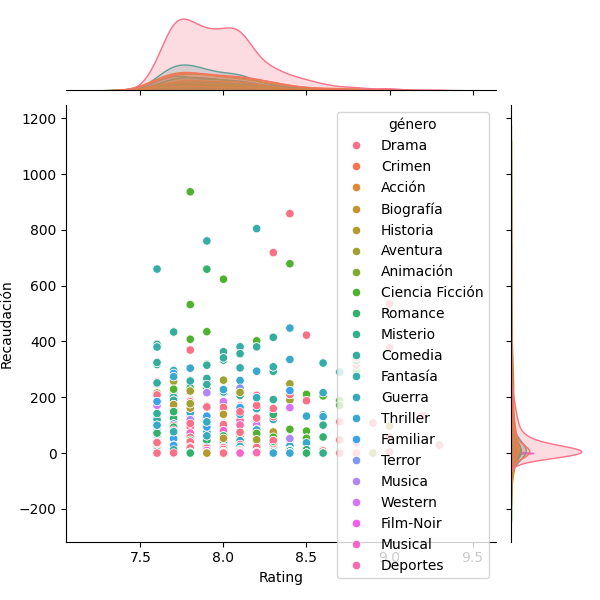 1200
1000
800
600
400
200
0
−200
Recaudación
7.5
8.0
8.5
9.0
9.5
Rating
género
Drama
Crimen
Acción
Biografía
Historia
Aventura
Animación
Ciencia Ficción
Romance
Misterio
Comedia
Fantasía
Guerra
Thriller
Familiar
Terror
Musica
Western
Film-Noir
Musical
Deportes